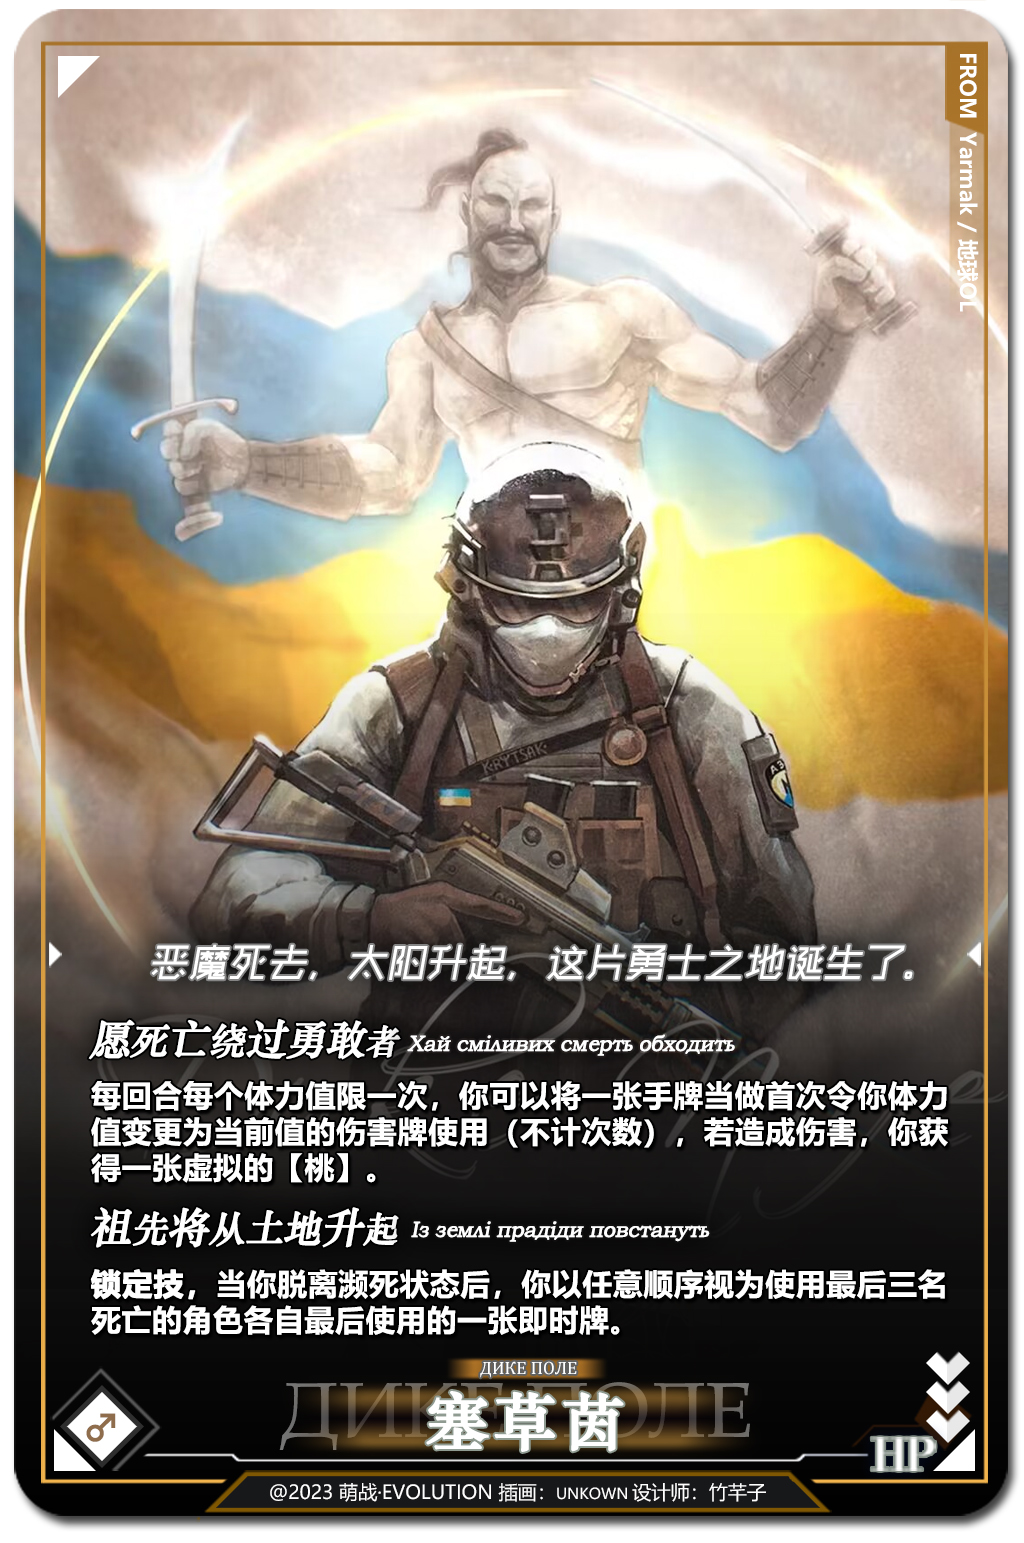 FROM Yarmak / 地球OL
KRYTSAK
АЗ
恶魔死去，太阳升起，这片勇士之地诞生了。
愿死亡绕过勇敢者 Хай сміливих смерть обходить
每回合每个体力值限一次，你可以将一张手牌当做首次令你体力
值变更为当前值的伤害牌使用（不计次数），若造成伤害，你获
得一张虚拟的【桃】。
祖先将从土地升起 Із землі прадіди повстануть
锁定技，当你脱离濒死状态后，你以任意顺序视为使用最后三名
死亡的角色各自最后使用的一张即时牌。
ДИКЕ ПОЛЕ
ДИКЕ ПОЛЕ
塞草茵
HP
@2023 萌战·EVOLUTION 插画：UNKOWN 设计师：竹芊子